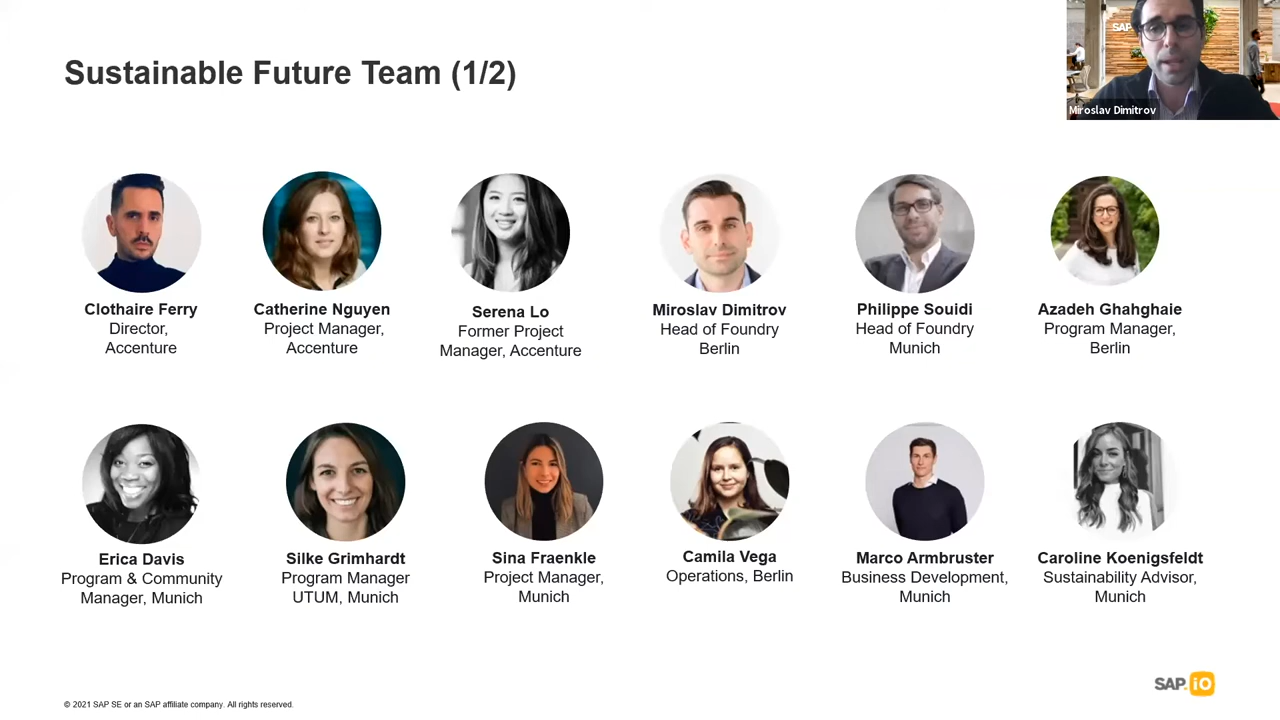 Sustainable Future Team (1/2)
SAP
Miroslav Dimitrov
Clothaire Ferry
Director,
Accenture
Catherine Nguyen
Project Manager,
Accenture
Serena Lo
Former Project
Manager, Accenture
Miroslav Dimitrov
Head of Foundry
Berlin
Philippe Souidi
Head of Foundry
Munich
Azadeh Ghahghaie
Program Manager,
Berlin
Erica Davis
Program & Community
Manager, Munich
Silke Grimhardt
Program Manager
UTUM, Munich
Sina Fraenkle
Project Manager,
Munich
Camila Vega
Operations, Berlin
Marco Armbruster
Business Development,
Munich
Caroline Koenigsfeldt
Sustainability Advisor,
Munich
© 2021 SAP SE or an SAP affiliate company. All rights reserved.
SAP.iO